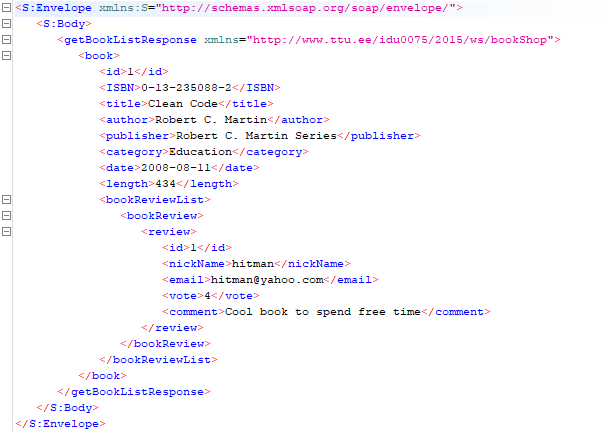 <S:Envelope xmlns:S="http://schemas.xmlsoap.org/soap/envelope/">
<S:Body>
<getBookListResponse xmlns="http://www.ttu.ee/idu0075/2015/ws/bookShop">
<book>
<id>1</id>
<ISBN>0-13-235088-2</ISBN>
<title>Clean Code</title>
<author>Robert C. Martin</author>
<publisher>Robert C. Martin Series</publisher>
<category>Education</category>
<date>2008-08-11</date>
<length>434</length>
<bookReviewList>
<bookReview>
<review>
<id>1</id>
<nickName>hitman</nickName>
<email>hitman@yahoo.com</email>
<vote>4</vote>
<comment>Cool book to spend free time</comment>
</review>
</bookReview>
</bookReviewList>
</book>
</getBookListResponse>
</S:Body>
</S:Envelope>